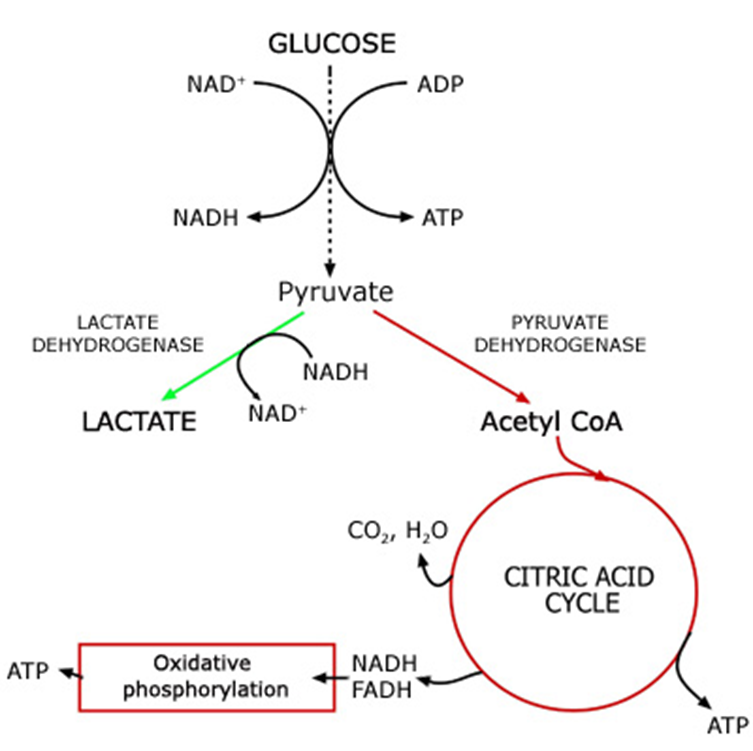 GLUCOSE
NAD⁺
ADP
NADH
ATP
Pyruvate
LACTATE
DEHYDROGENASE
PYRUVATE
DEHYDROGENASE
NADH
NAD⁺
LACTATE
Acetyl CoA
CO₂, H₂O
CITRIC ACID
CYCLE
ATP
Oxidative
phosphorylation
NADH
FADH
ATP